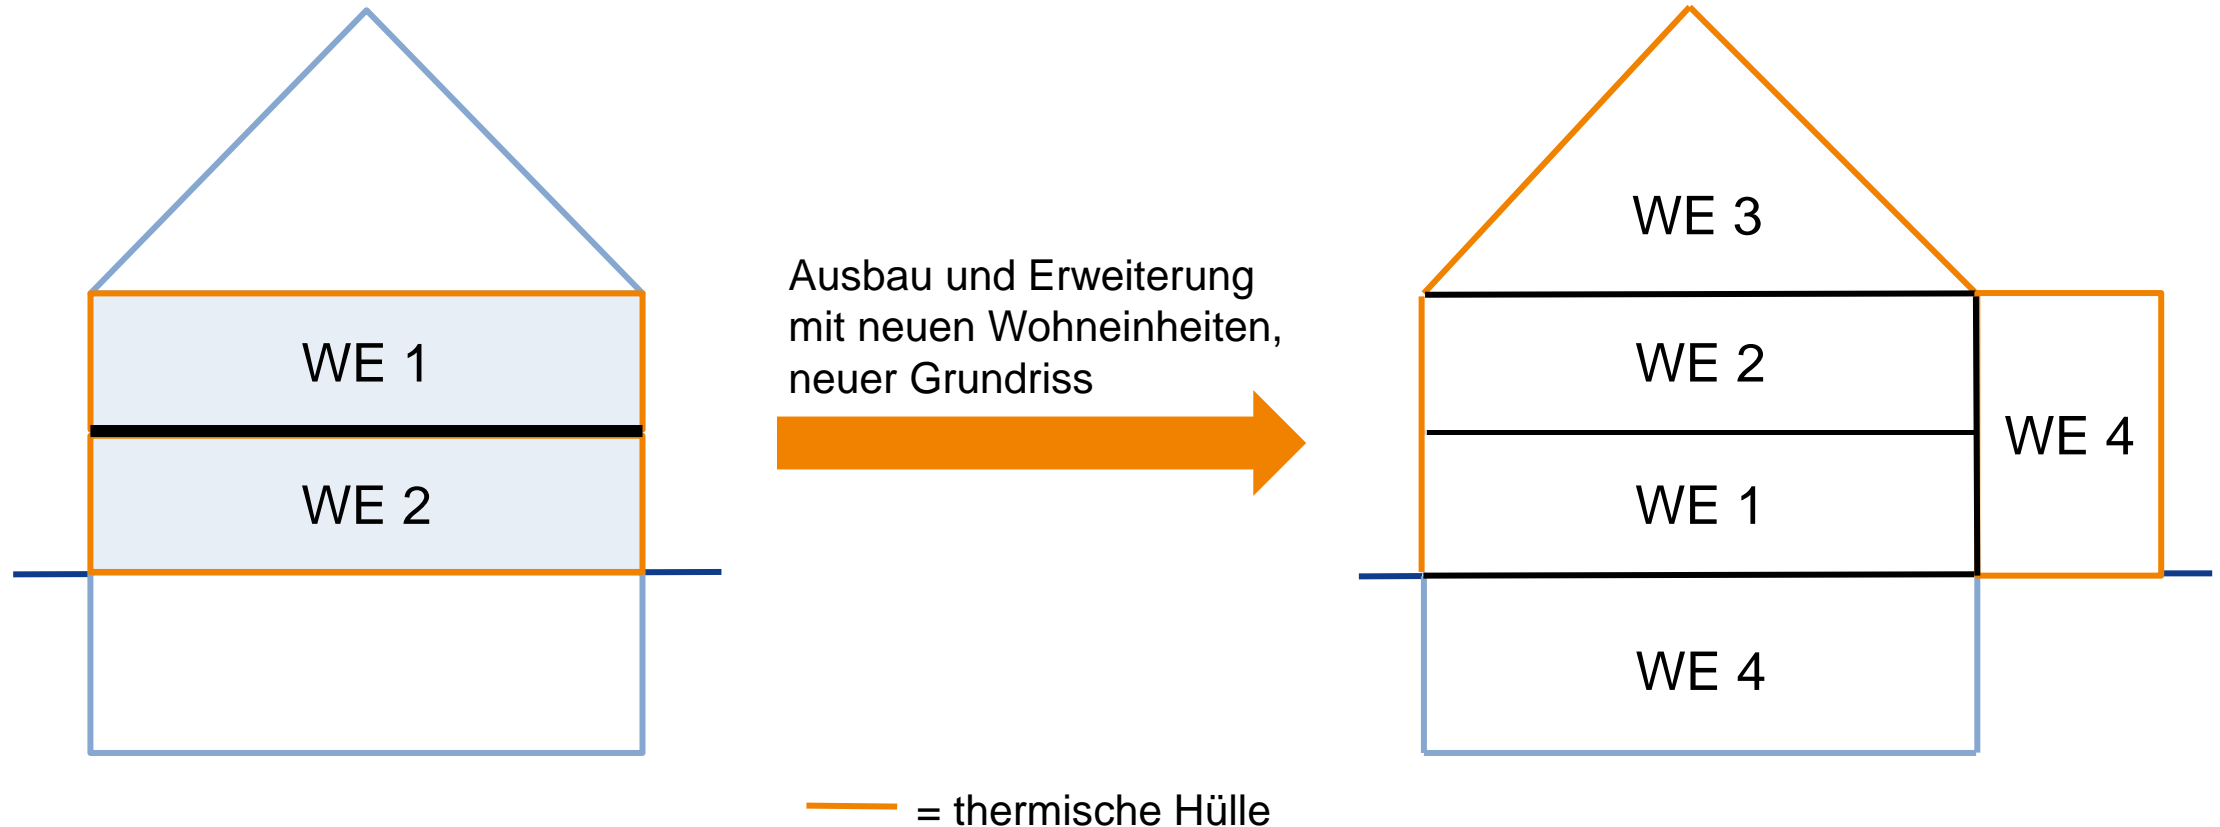 WE 1
WE 2
Ausbau und Erweiterung
mit neuen Wohneinheiten,
neuer Grundriss
WE 3
WE 2
WE 1
WE 4
WE 4
= thermische Hülle